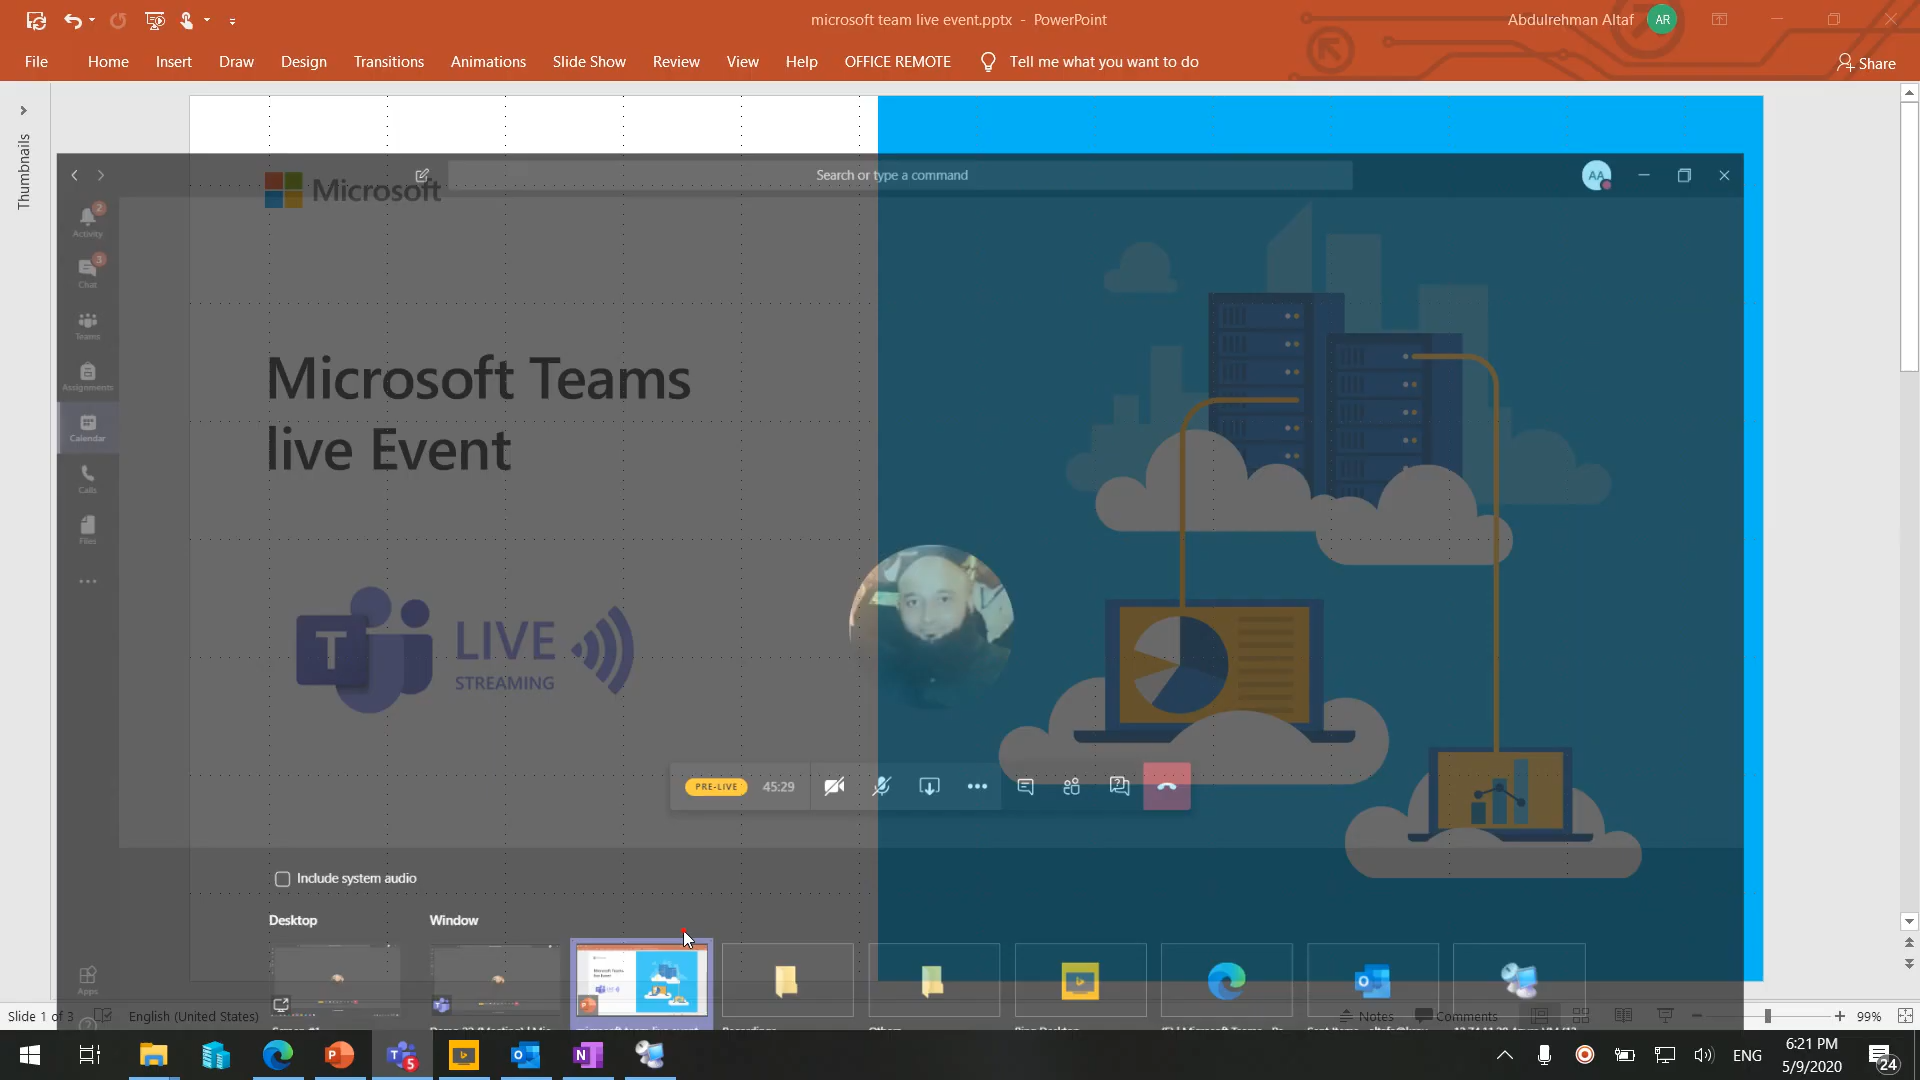 microsoft team live event.pptx - PowerPoint
Abdulrehman Altaf
AR
File
Home
Insert
Draw
Design
Transitions
Animations
Slide Show
Review
View
Help
OFFICE REMOTE
Tell me what you want to do
Share
Thumbnails
Microsoft
Search or type a command
AA
2
Activity
3
Chat
Teams
Assignments
Calendar
Calls
Files
Apps
Microsoft Teams
live Event
T
LIVE
STREAMING
PRE-LIVE
45:29
Include system audio
Desktop
Window
Slide 1 of 3
English (United States)
Notes
Comments
99%
5
ENG
6:21 PM
5/9/2020
24